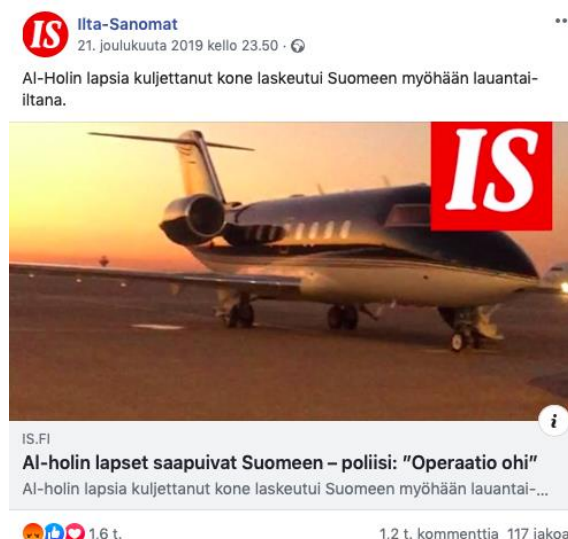 IS
Ilta-Sanomat
21. joulukuuta 2019 kello 23.50 ·
Al-Holin lapsia kuljettanut kone laskeutui Suomeen myöhään lauantai-
iltana.
IS
IS.FI
Al-holin lapset saapuivat Suomeen – poliisi: ”Operaatio ohi”
Al-holin lapsia kuljettanut kone laskeutui Suomeen myöhään lauantai-...
1,6 t.
1,2 t. kommenttia 117 jakoa